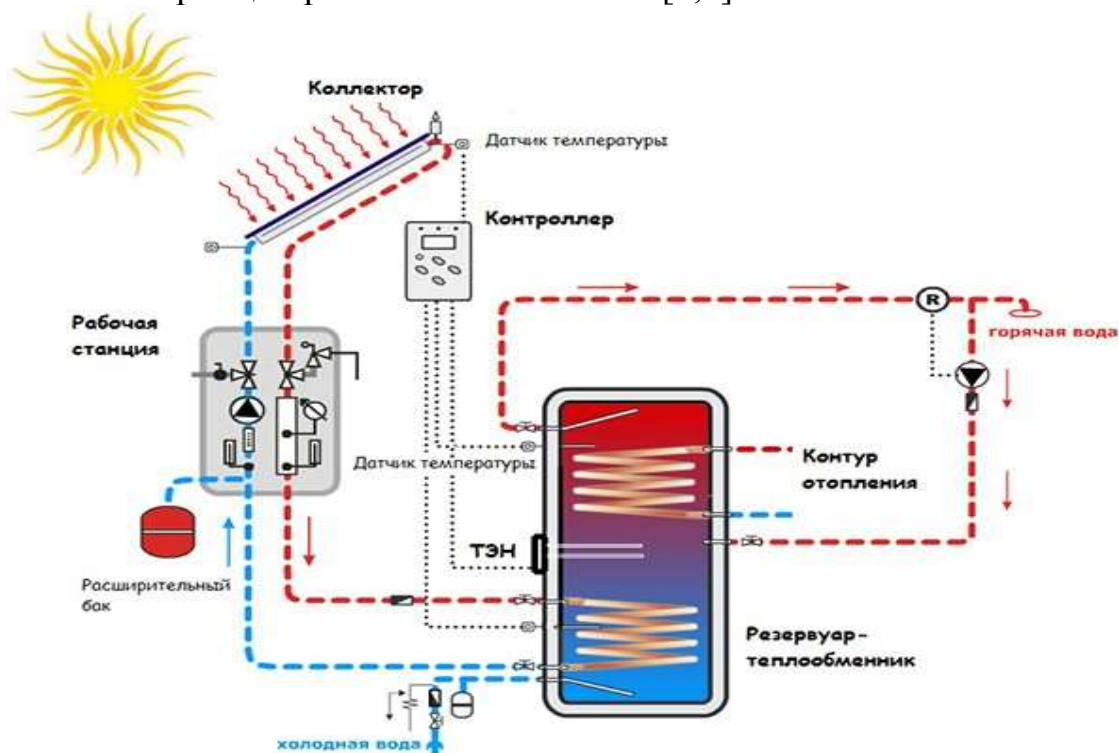 Коллектор
Датчик температуры
Контроллер
Рабочая
станция
R
горячая вода
Датчик температуры
Контур
отопления
ТЭН
Расширительный
бак
Резервуар-
теплообменник
холодная вода